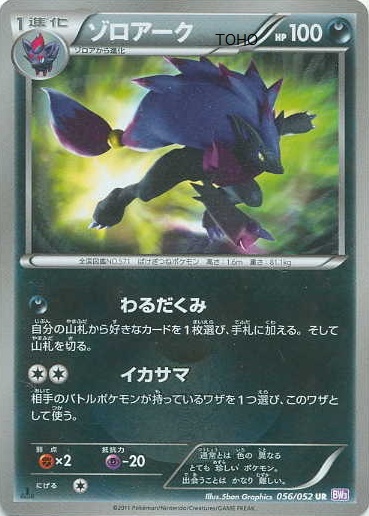 1進化
ゾロアーク
TOHO
HP 100
ゾロアから進化
全国図鑑NO.571 ばけぎつねポケモン 高さ：1.6m 重さ：81.1kg
わるだくみ
自分の山札から好きなカードを1枚選び、手札に加える。そして
山札を切る。
イカサマ
相手のバトルポケモンが持っているワザを1つ選び、このワザと
して使う。
弱点 ×2 抵抗力 −20
にげる
通常とは 色の 異なる
とても 珍しい ポケモン。
出会うことは かなり 難しい。
Illus.5ban Graphics 056/052 UR BW3
©2011 Pokémon/Nintendo/Creatures/GAME FREAK.